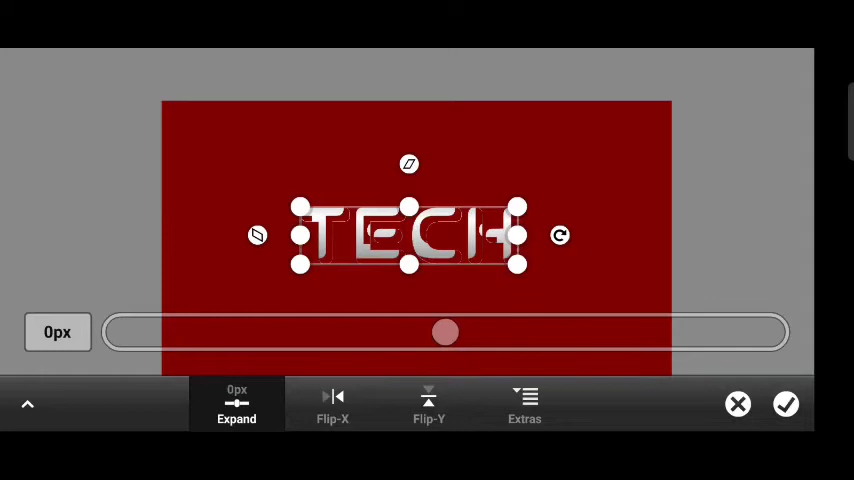 TECH
0px
0px
Expand
Flip-X
Flip-Y
Extras